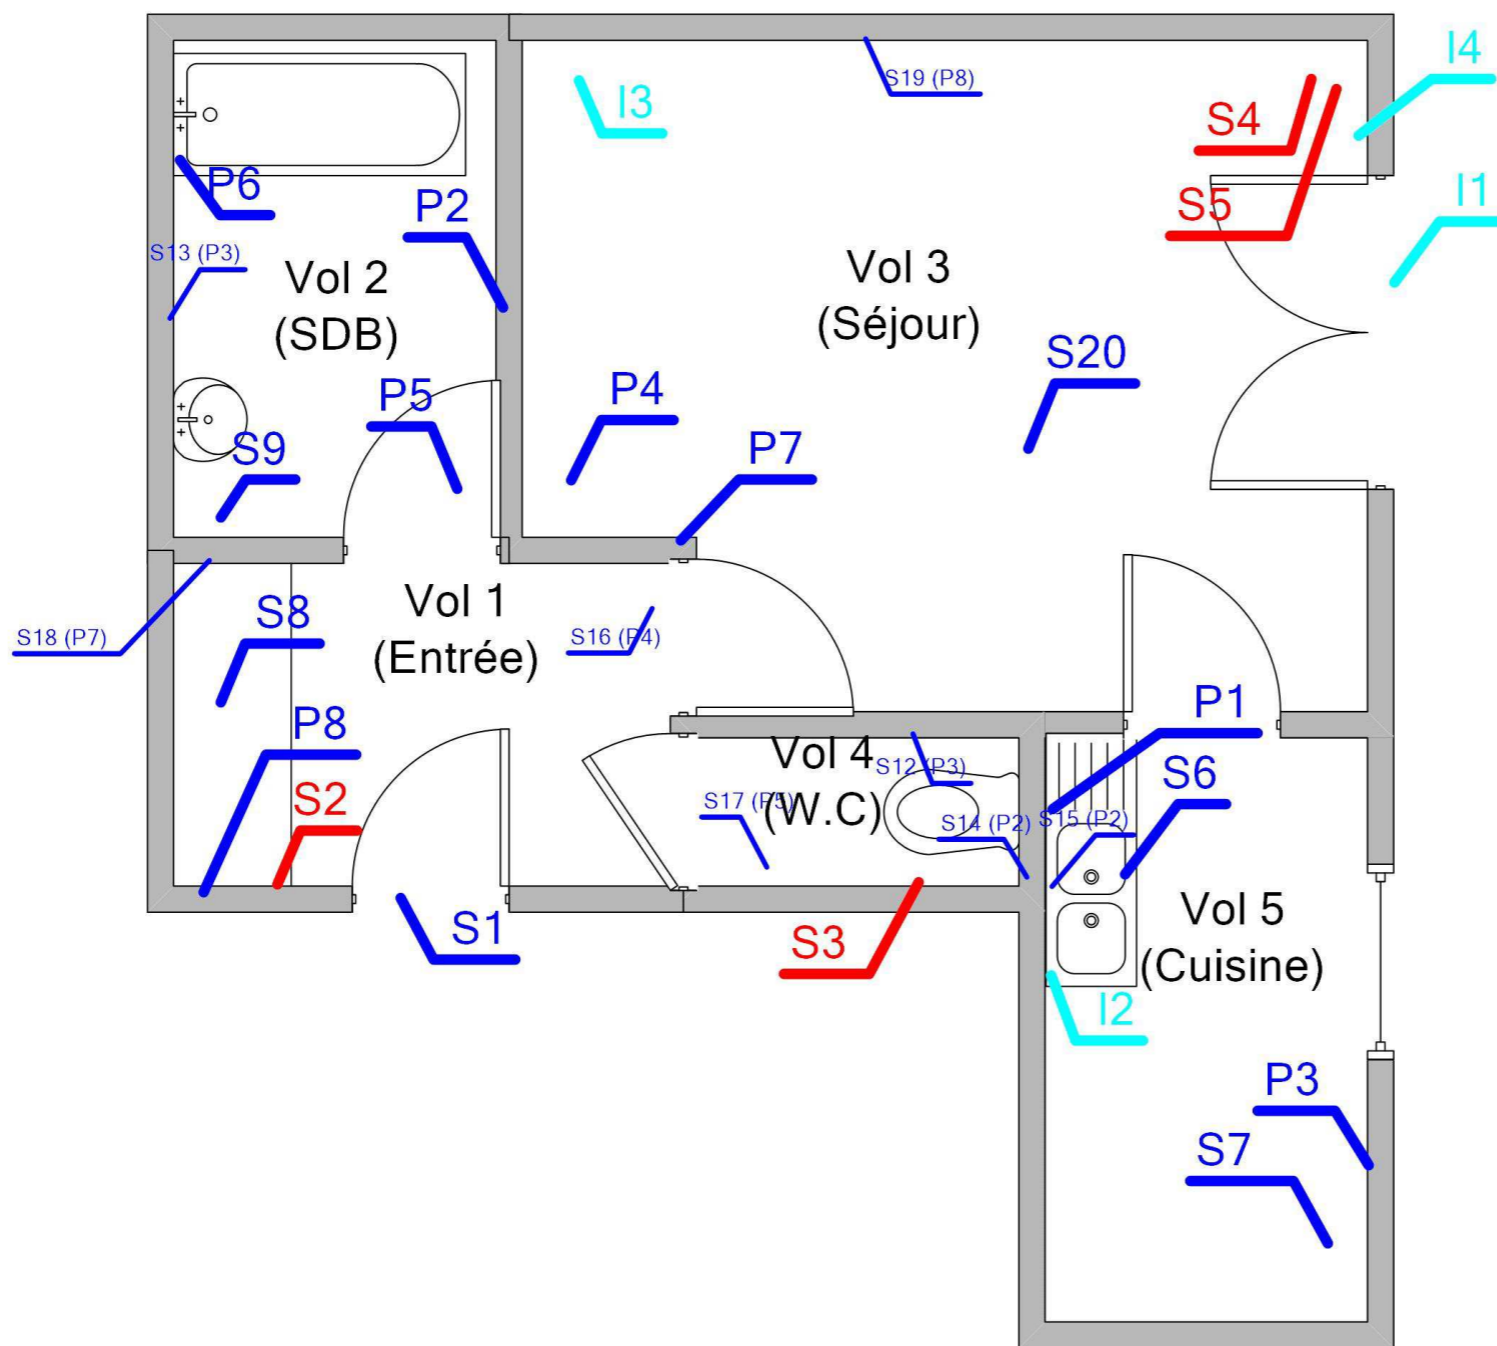 I4
S19 (P8)
I3
S4
P6
I1
P2
S5
S13 (P3)
Vol 2
(SDB)
Vol 3
(Séjour)
S20
P5
P4
S9
P7
Vol 1
(Entrée)
S8
S18 (P7)
S16 (P4)
P1
P8
Vol 4
(W.C)
S12 (P3)
S6
S2
S17 (P5)
S14 (P2)
S15 (P2)
S1
S3
Vol 5
(Cuisine)
I2
P3
S7